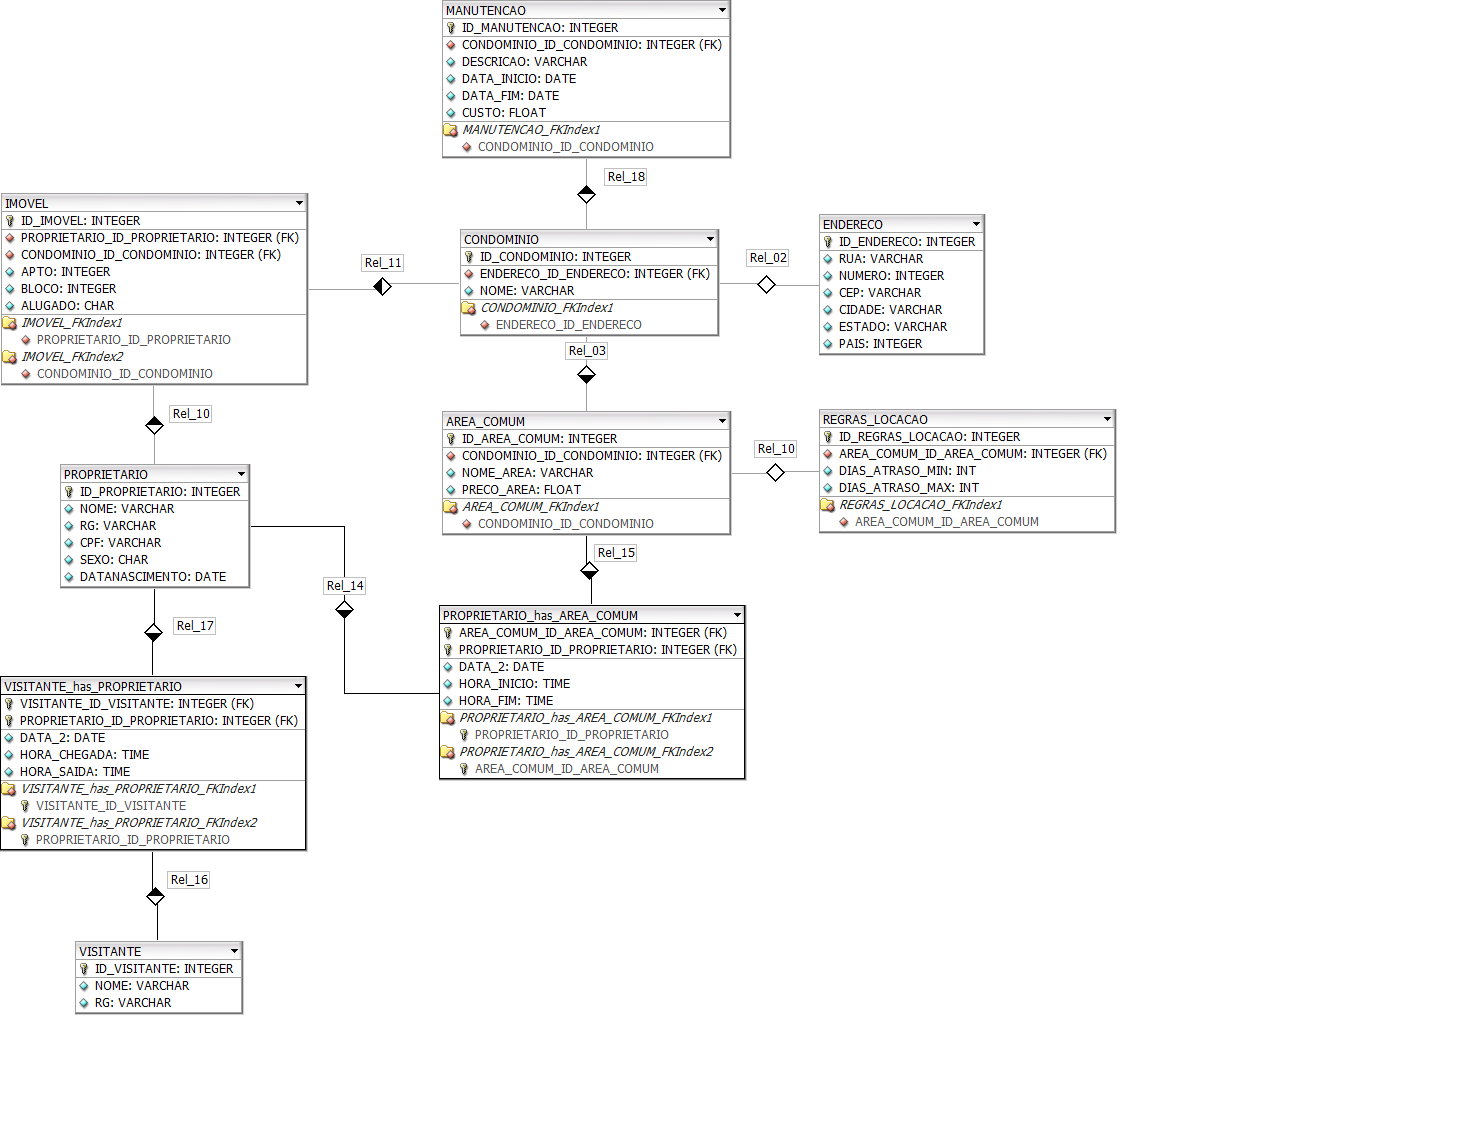 MANUTENCAO
ID_MANUTENCAO: INTEGER
CONDOMINIO_ID_CONDOMINIO: INTEGER (FK)
DESCRICAO: VARCHAR
DATA_INICIO: DATE
DATA_FIM: DATE
CUSTO: FLOAT
MANUTENCAO_FKIndex1
CONDOMINIO_ID_CONDOMINIO
Rel_18
IMOVEL
ID_IMOVEL: INTEGER
PROPRIETARIO_ID_PROPRIETARIO: INTEGER (FK)
CONDOMINIO_ID_CONDOMINIO: INTEGER (FK)
APTO: INTEGER
BLOCO: INTEGER
ALUGADO: CHAR
IMOVEL_FKIndex1
PROPRIETARIO_ID_PROPRIETARIO
IMOVEL_FKIndex2
CONDOMINIO_ID_CONDOMINIO
Rel_11
CONDOMINIO
ID_CONDOMINIO: INTEGER
ENDERECO_ID_ENDERECO: INTEGER (FK)
NOME: VARCHAR
CONDOMINIO_FKIndex1
ENDERECO_ID_ENDERECO
Rel_02
ENDERECO
ID_ENDERECO: INTEGER
RUA: VARCHAR
NUMERO: INTEGER
CEP: VARCHAR
CIDADE: VARCHAR
ESTADO: VARCHAR
PAIS: INTEGER
Rel_03
Rel_10
AREA_COMUM
ID_AREA_COMUM: INTEGER
CONDOMINIO_ID_CONDOMINIO: INTEGER (FK)
NOME_AREA: VARCHAR
PRECO_AREA: FLOAT
AREA_COMUM_FKIndex1
CONDOMINIO_ID_CONDOMINIO
Rel_10
REGRAS_LOCACAO
ID_REGRAS_LOCACAO: INTEGER
AREA_COMUM_ID_AREA_COMUM: INTEGER (FK)
DIAS_ATRASO_MIN: INT
DIAS_ATRASO_MAX: INT
REGRAS_LOCACAO_FKIndex1
AREA_COMUM_ID_AREA_COMUM
PROPRIETARIO
ID_PROPRIETARIO: INTEGER
NOME: VARCHAR
RG: VARCHAR
CPF: VARCHAR
SEXO: CHAR
DATANASCIMENTO: DATE
Rel_15
Rel_14
Rel_17
PROPRIETARIO_has_AREA_COMUM
AREA_COMUM_ID_AREA_COMUM: INTEGER (FK)
PROPRIETARIO_ID_PROPRIETARIO: INTEGER (FK)
DATA_2: DATE
HORA_INICIO: TIME
HORA_FIM: TIME
PROPRIETARIO_has_AREA_COMUM_FKIndex1
PROPRIETARIO_ID_PROPRIETARIO
PROPRIETARIO_has_AREA_COMUM_FKIndex2
AREA_COMUM_ID_AREA_COMUM
VISITANTE_has_PROPRIETARIO
VISITANTE_ID_VISITANTE: INTEGER (FK)
PROPRIETARIO_ID_PROPRIETARIO: INTEGER (FK)
DATA_2: DATE
HORA_CHEGADA: TIME
HORA_SAIDA: TIME
VISITANTE_has_PROPRIETARIO_FKIndex1
VISITANTE_ID_VISITANTE
VISITANTE_has_PROPRIETARIO_FKIndex2
PROPRIETARIO_ID_PROPRIETARIO
Rel_16
VISITANTE
ID_VISITANTE: INTEGER
NOME: VARCHAR
RG: VARCHAR